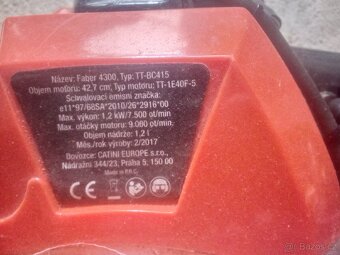 Název: Faber 4300, Typ: TT-BC415
Objem motoru: 42,7 cm, Typ motoru: TT-1E40F-5
Schvalovací emisní značka:
e11*97/68SA*2010/26*2916*00
Max. výkon: 1.2 kW/7.500 ot/min
Max. otáčky motoru: 9.000 ot/min
Objem nádrže: 1.2 l
Měs./rok výroby: 2/2017
Dovozce: CATINI EUROPE s.r.o.
Nádražní 344/23, Praha 5, 150 00
Made in P.R.C.
CE